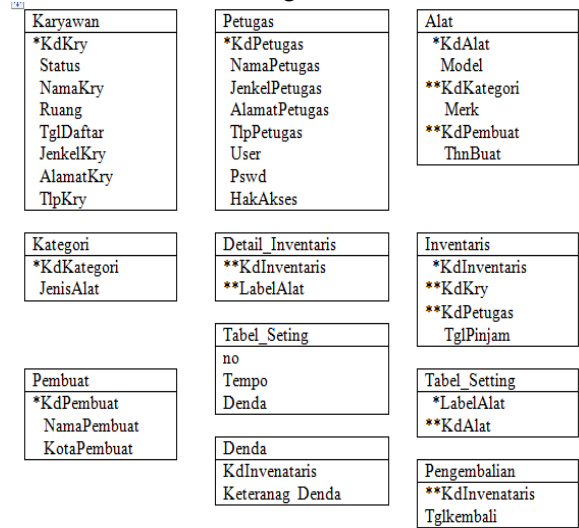 Karyawan
*KdKry
Status
NamaKry
Ruang
TglDaftar
JenkelKry
AlamatKry
TlpKry
Petugas
*KdPetugas
NamaPetugas
JenkelPetugas
AlamatPetugas
TlpPetugas
User
Pswd
HakAkses
Alat
*KdAlat
Model
**KdKategori
Merk
**KdPembuat
ThnBuat
Kategori
*KdKategori
JenisAlat
Detail_Inventaris
**KdInventaris
**LabelAlat
Inventaris
*KdInventaris
**KdKry
**KdPetugas
TglPinjam
Tabel_Seting
no
Tempo
Denda
Pembuat
*KdPembuat
NamaPembuat
KotaPembuat
Tabel_Setting
*LabelAlat
**KdAlat
Denda
KdInvenataris
Keteranag_Denda
Pengembalian
**KdInvenataris
Tglkembali